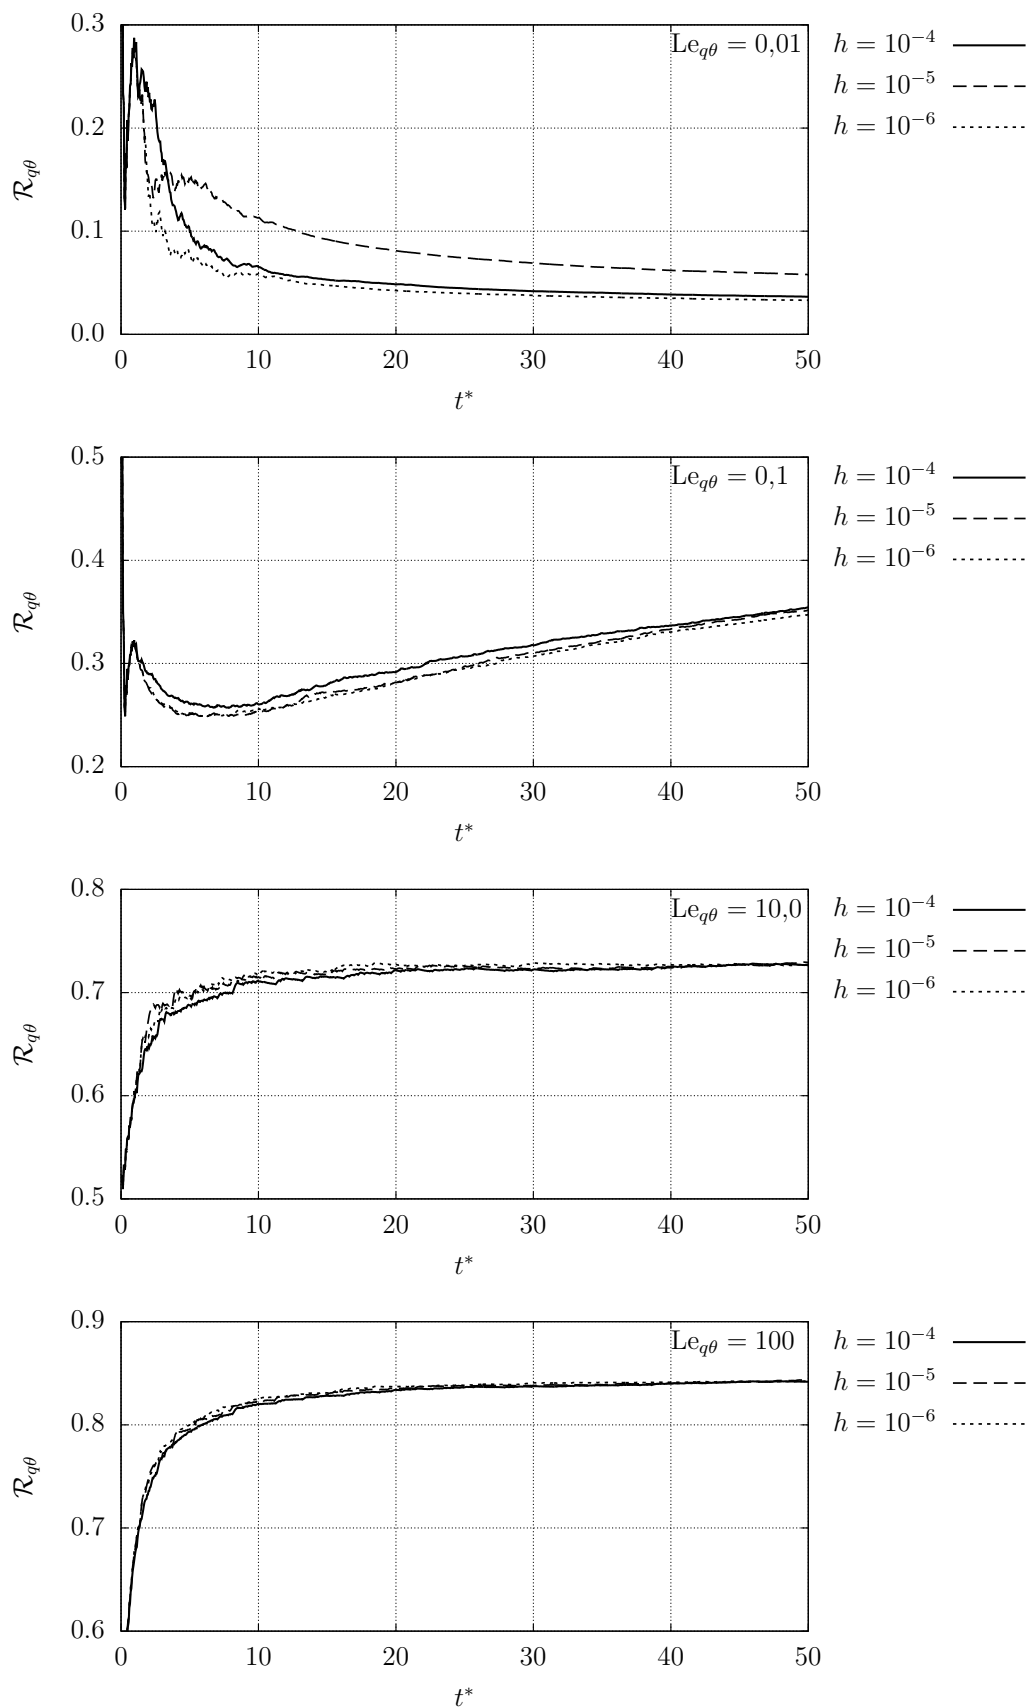 0.3
Le_{qθ} = 0,01
h = 10^{−4}
h = 10^{−5}
h = 10^{−6}
0.2
ℛ_{qθ}
0.1
0.0
0 10 20 30 40 50
t*
0.5
Le_{qθ} = 0,1
h = 10^{−4}
h = 10^{−5}
h = 10^{−6}
0.4
ℛ_{qθ}
0.3
0.2
0 10 20 30 40 50
t*
0.8
Le_{qθ} = 10,0
h = 10^{−4}
h = 10^{−5}
h = 10^{−6}
0.7
ℛ_{qθ}
0.6
0.5
0 10 20 30 40 50
t*
0.9
Le_{qθ} = 100
h = 10^{−4}
h = 10^{−5}
h = 10^{−6}
0.8
ℛ_{qθ}
0.7
0.6
0 10 20 30 40 50
t*